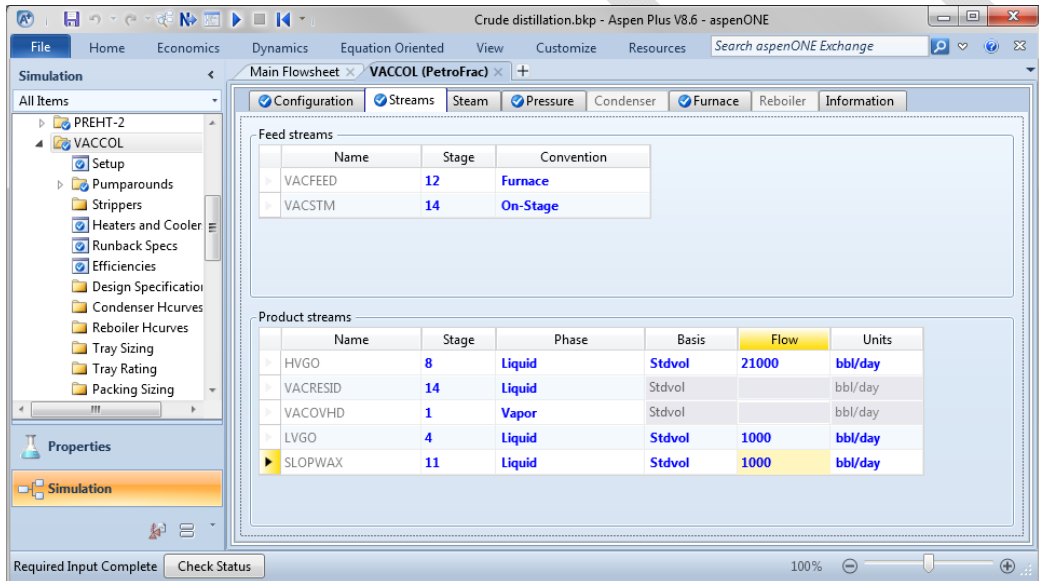 Crude distillation.bkp - Aspen Plus V8.6 - aspenONE
File Home Economics Dynamics Equation Oriented View Customize Resources Search aspenONE Exchange
Simulation Main Flowsheet VACCOL (PetroFrac) +
All Items Configuration Streams Steam Pressure Condenser Furnace Reboiler Information
PREHT-2
VACCOL
Setup
Pumparounds
Strippers
Heaters and Cooler
Runback Specs
Efficiencies
Design Specification
Condenser Hcurves
Reboiler Hcurves
Tray Sizing
Tray Rating
Packing Sizing
Properties
Simulation
Feed streams
Name Stage Convention
VACFEED 12 Furnace
VACSTM 14 On-Stage
Product streams
Name Stage Phase Basis Flow Units
HVGO 8 Liquid Stdvol 21000 bbl/day
VACRESID 14 Liquid Stdvol bbl/day
VACOVHD 1 Vapor Stdvol bbl/day
LVGO 4 Liquid Stdvol 1000 bbl/day
SLOPWAX 11 Liquid Stdvol 1000 bbl/day
Required Input Complete Check Status 100%